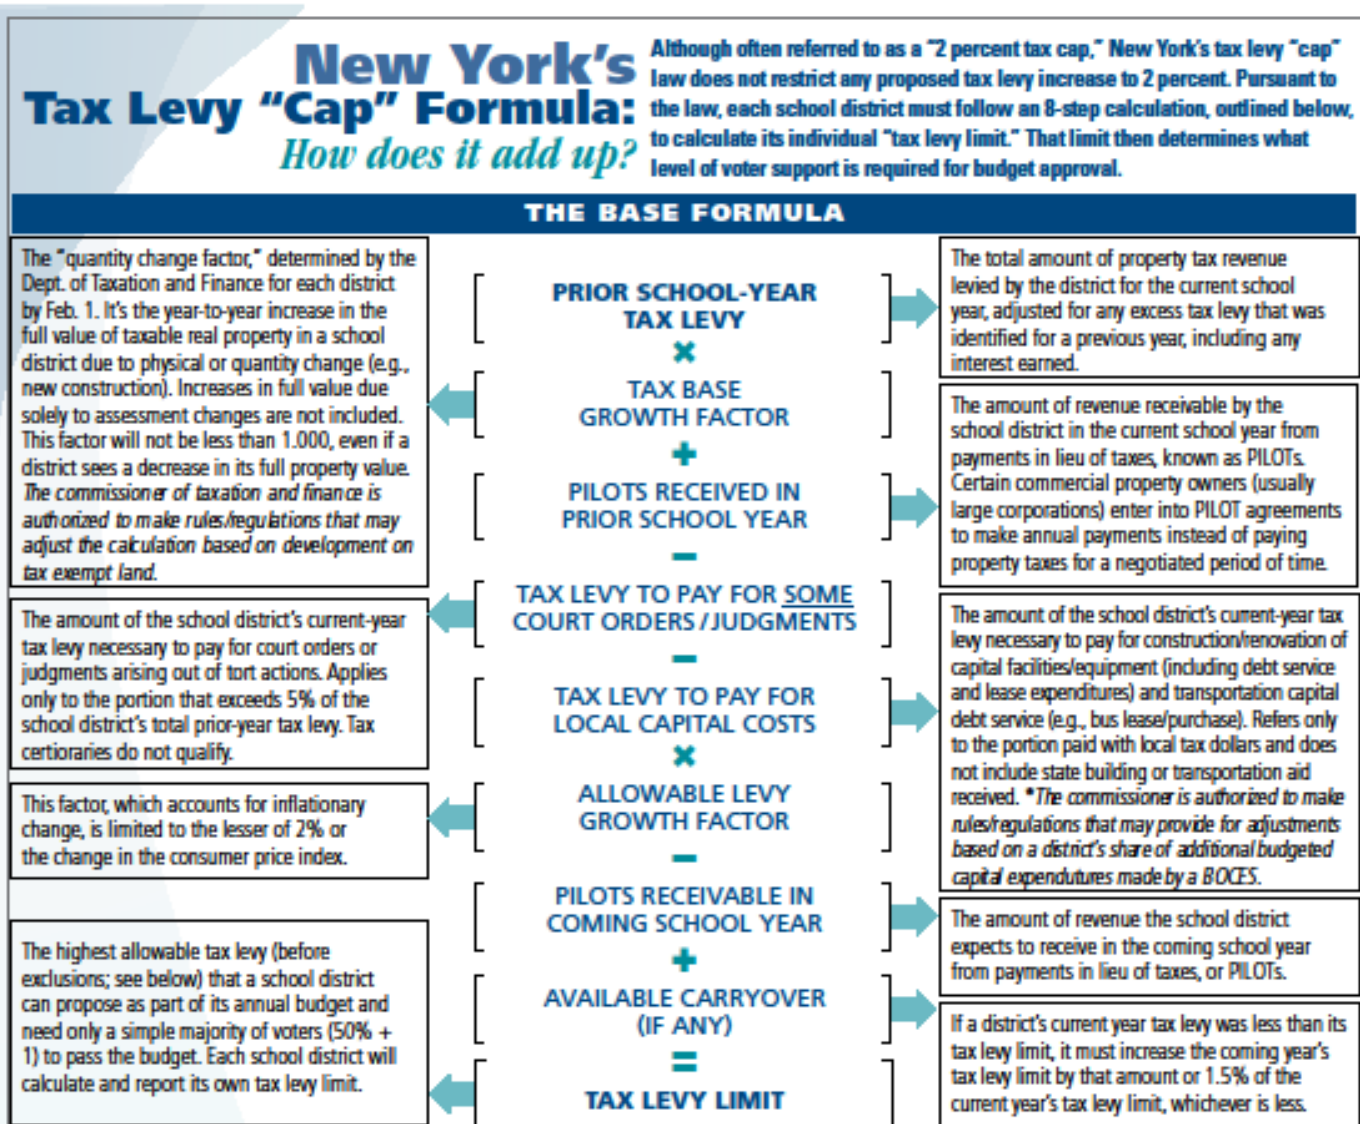 New York's
Tax Levy “Cap” Formula:
How does it add up?
Although often referred to as a “2 percent tax cap,” New York's tax levy “cap”
law does not restrict any proposed tax levy increase to 2 percent. Pursuant to
the law, each school district must follow an 8-step calculation, outlined below,
to calculate its individual “tax levy limit.” That limit then determines what
level of voter support is required for budget approval.
THE BASE FORMULA
The “quantity change factor,” determined by the
Dept. of Taxation and Finance for each district
by Feb. 1. It's the year-to-year increase in the
full value of taxable real property in a school
district due to physical or quantity change (e.g.,
new construction). Increases in full value due
solely to assessment changes are not included.
This factor will not be less than 1.000, even if a
district sees a decrease in its full property value.
The commissioner of taxation and finance is
authorized to make rules/regulations that may
adjust the calculation based on development on
tax exempt land.
The amount of the school district's current-year
tax levy necessary to pay for court orders or
judgments arising out of tort actions. Applies
only to the portion that exceeds 5% of the
school district's total prior-year tax levy. Tax
certioraries do not qualify.
This factor, which accounts for inflationary
change, is limited to the lesser of 2% or
the change in the consumer price index.
The highest allowable tax levy (before
exclusions; see below) that a school district
can propose as part of its annual budget and
need only a simple majority of voters (50% +
1) to pass the budget. Each school district will
calculate and report its own tax levy limit.
PRIOR SCHOOL-YEAR
TAX LEVY
×
TAX BASE
GROWTH FACTOR
+
PILOTS RECEIVED IN
PRIOR SCHOOL YEAR
−
TAX LEVY TO PAY FOR SOME
COURT ORDERS/JUDGMENTS
−
TAX LEVY TO PAY FOR
LOCAL CAPITAL COSTS
×
ALLOWABLE LEVY
GROWTH FACTOR
−
PILOTS RECEIVABLE IN
COMING SCHOOL YEAR
+
AVAILABLE CARRYOVER
(IF ANY)
=
TAX LEVY LIMIT
The total amount of property tax revenue
levied by the district for the current school
year, adjusted for any excess tax levy that was
identified for a previous year, including any
interest earned.
The amount of revenue receivable by the
school district in the current school year from
payments in lieu of taxes, known as PILOTs.
Certain commercial property owners (usually
large corporations) enter into PILOT agreements
to make annual payments instead of paying
property taxes for a negotiated period of time.
The amount of the school district's current-year tax
levy necessary to pay for construction/renovation of
capital facilities/equipment (including debt service
and lease expenditures) and transportation capital
debt service (e.g., bus lease/purchase). Refers only
to the portion paid with local tax dollars and does
not include state building or transportation aid
received. *The commissioner is authorized to make
rules/regulations that may provide for adjustments
based on a district's share of additional budgeted
capital expendutures made by a BOCES.
The amount of revenue the school district
expects to receive in the coming school year
from payments in lieu of taxes, or PILOTs.
If a district's current year tax levy was less than its
tax levy limit, it must increase the coming year's
tax levy limit by that amount or 1.5% of the
current year's tax levy limit, whichever is less.